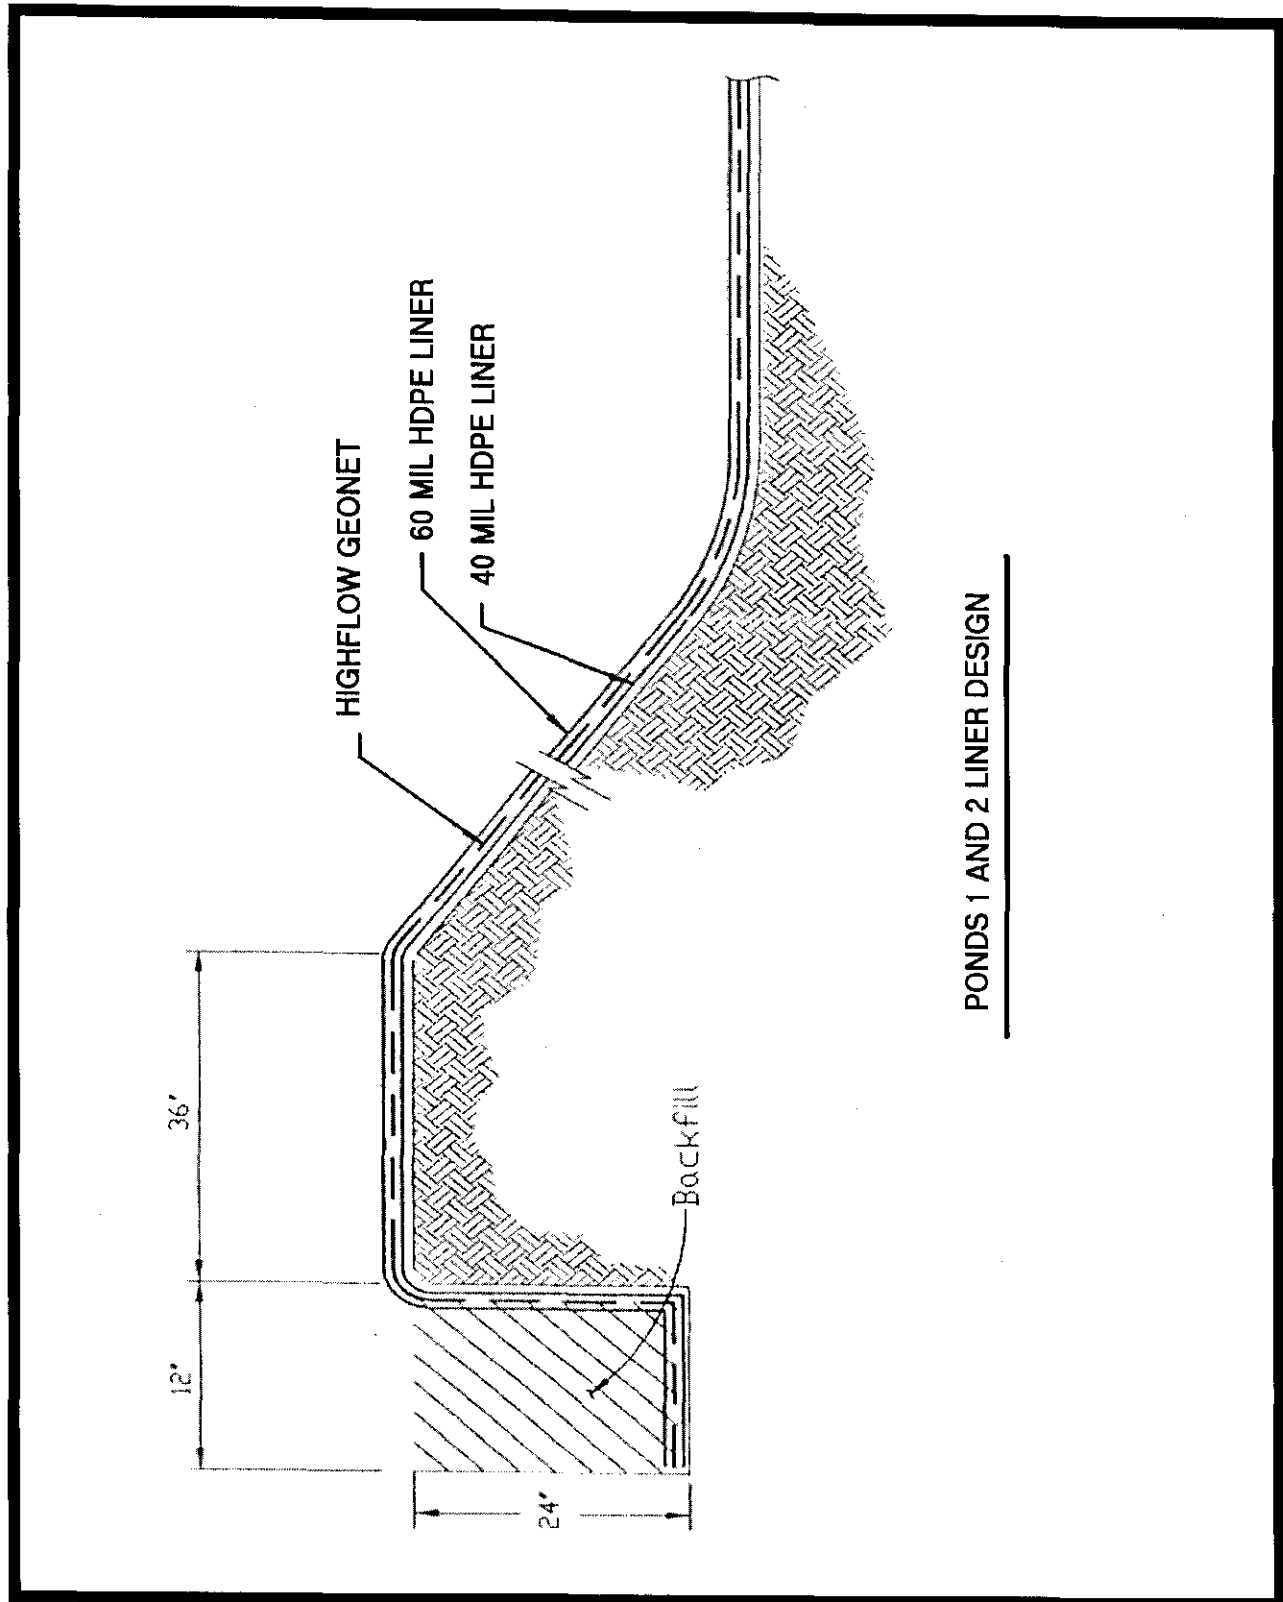 12"
36"
24"
HIGHFLOW GEONET
60 MIL HDPE LINER
40 MIL HDPE LINER
Backfill
PONDS 1 AND 2 LINER DESIGN